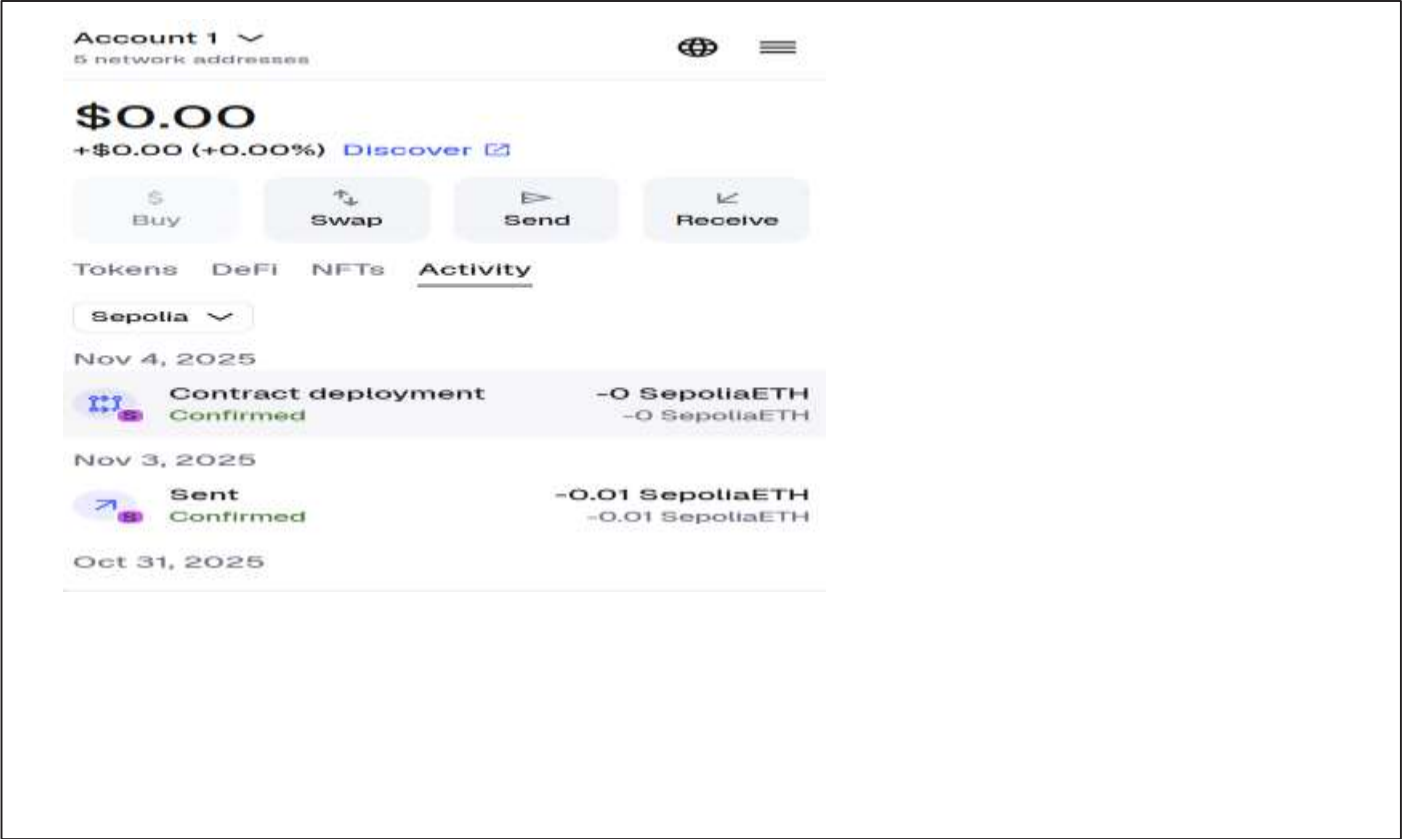 Account 1
5 network addresses
$0.00
+$0.00 (+0.00%) Discover
$
Buy Swap Send Receive
Tokens DeFi NFTs Activity
Sepolia
Nov 4, 2025
Contract deployment -0 SepoliaETH
Confirmed -0 SepoliaETH
S
Nov 3, 2025
Sent -0.01 SepoliaETH
Confirmed -0.01 SepoliaETH
S
Oct 31, 2025